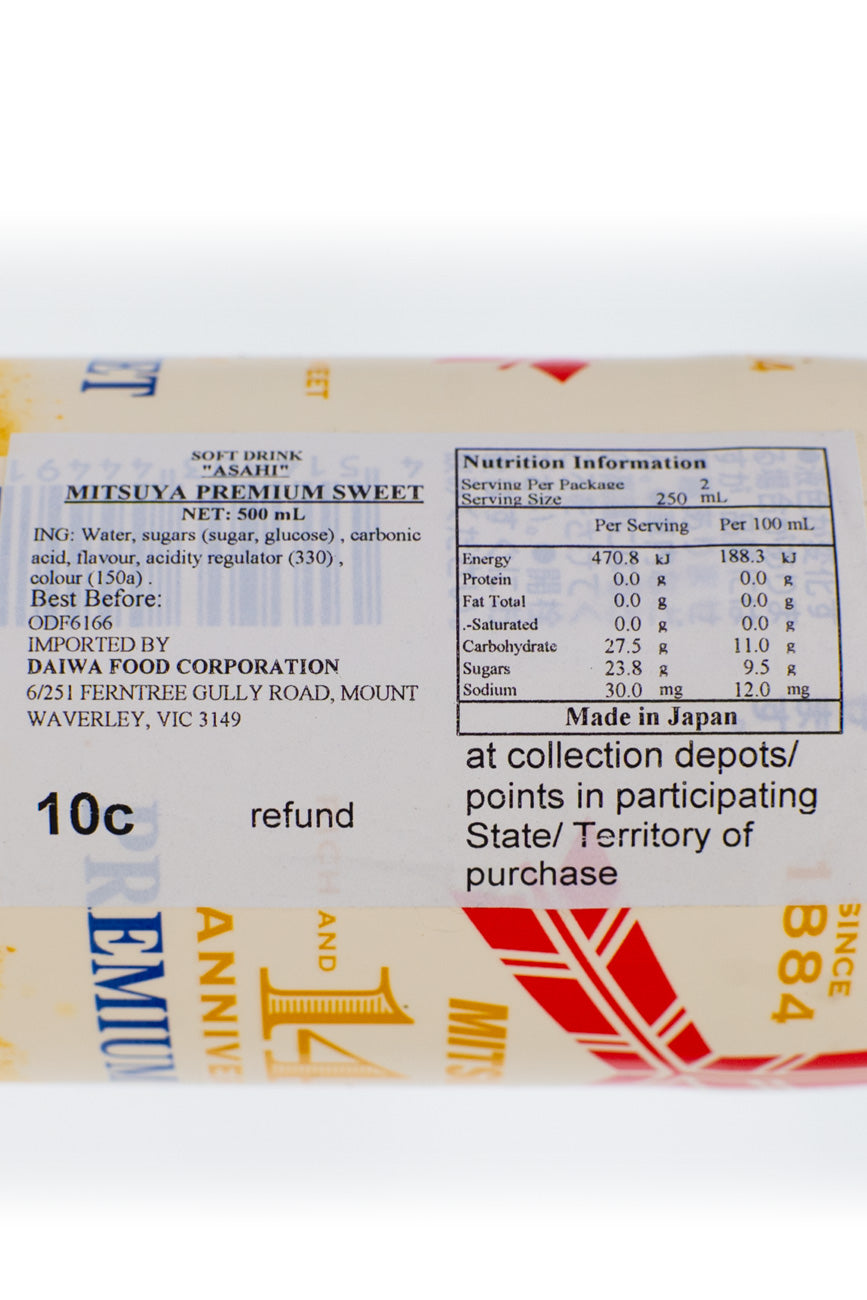 SOFT DRINK
"ASAHI"
MITSUYA PREMIUM SWEET
NET: 500 mL
ING: Water, sugars (sugar, glucose) , carbonic
acid, flavour, acidity regulator (330) ,
colour (150a) .
Best Before:
ODF6166
IMPORTED BY
DAIWA FOOD CORPORATION
6/251 FERNTREE GULLY ROAD, MOUNT
WAVERLEY, VIC 3149
10c refund
Nutrition Information
Serving Per Package 2
Serving Size 250 mL
Per Serving Per 100 mL
Energy 470.8 kJ 188.3 kJ
Protein 0.0 g 0.0 g
Fat Total 0.0 g 0.0 g
.-Saturated 0.0 g 0.0 g
Carbohydrate 27.5 g 11.0 g
Sugars 23.8 g 9.5 g
Sodium 30.0 mg 12.0 mg
Made in Japan
at collection depots/
points in participating
State/ Territory of
purchase
PREMIUM
AND
SINCE
1884